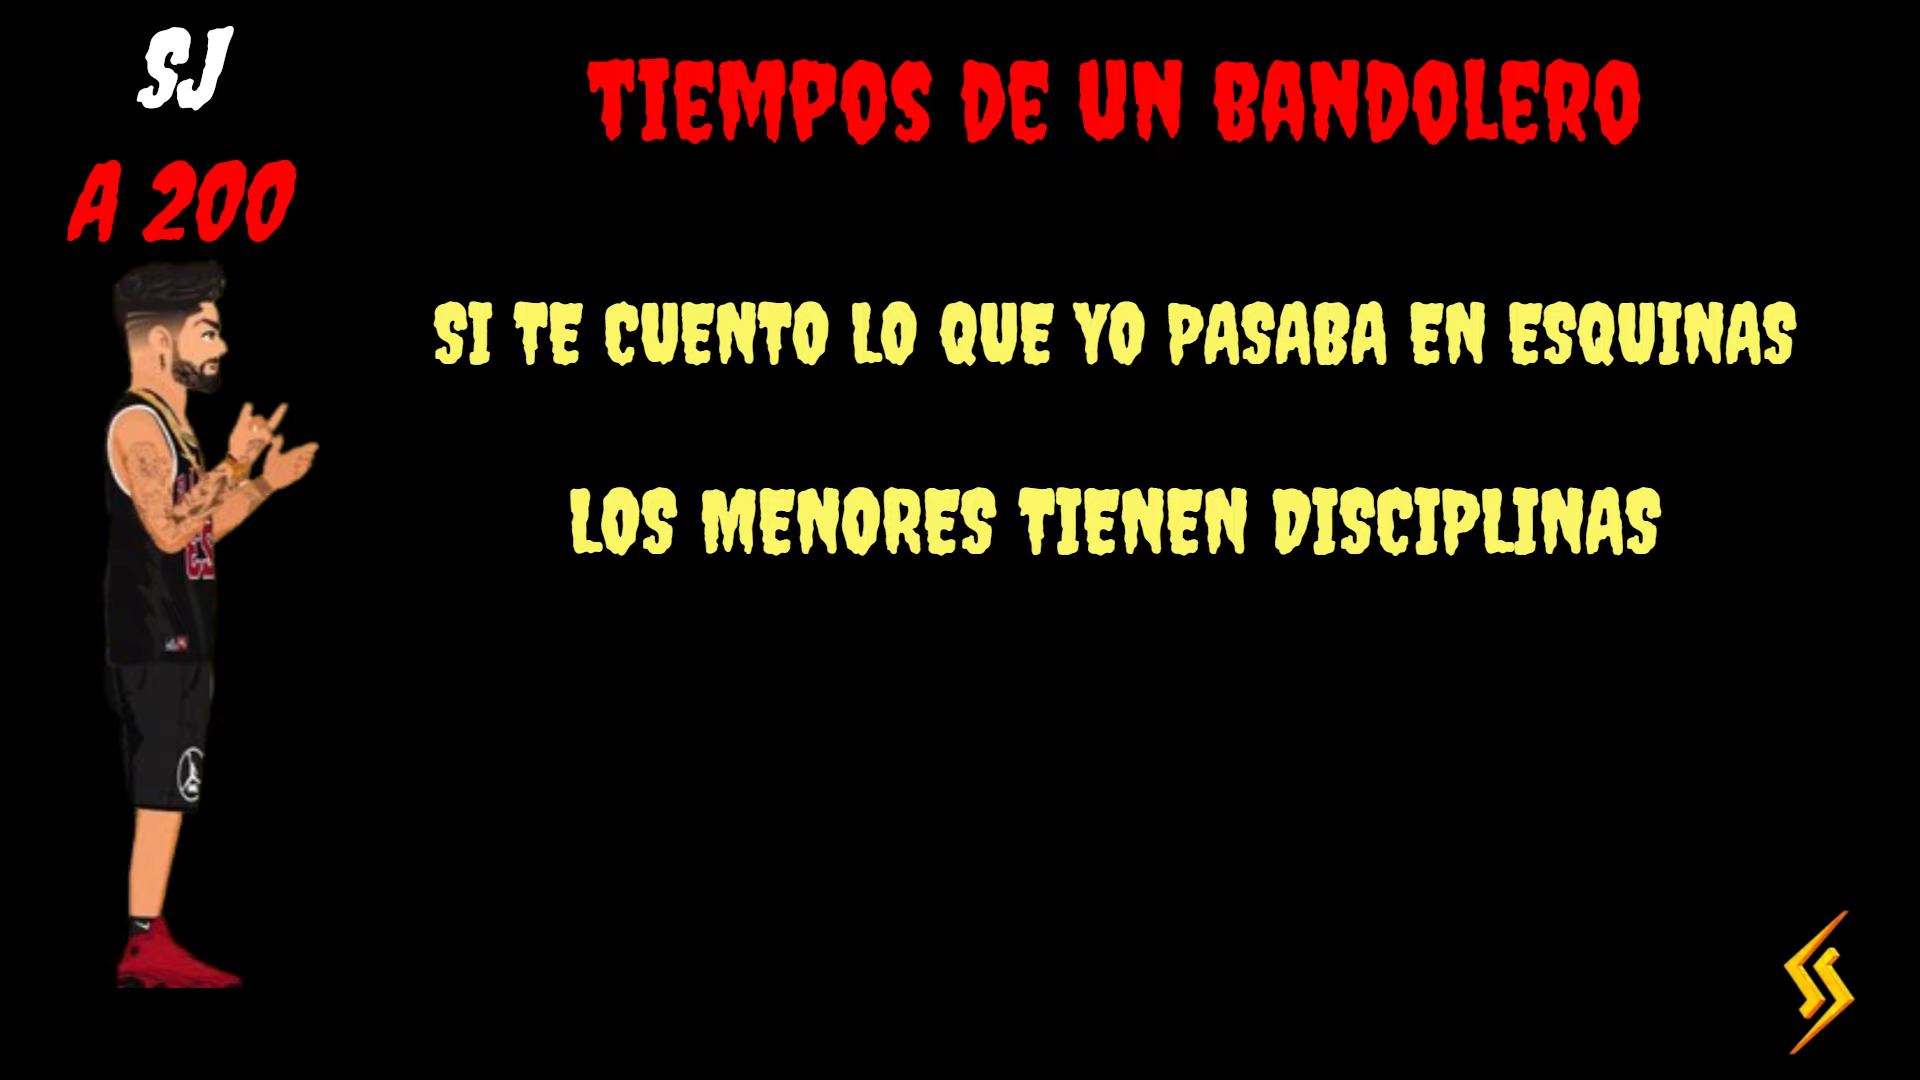 SJ
A 200
TIEMPOS DE UN BANDOLERO
SI TE CUENTO LO QUE YO PASABA EN ESQUINAS
LOS MENORES TIENEN DISCIPLINAS